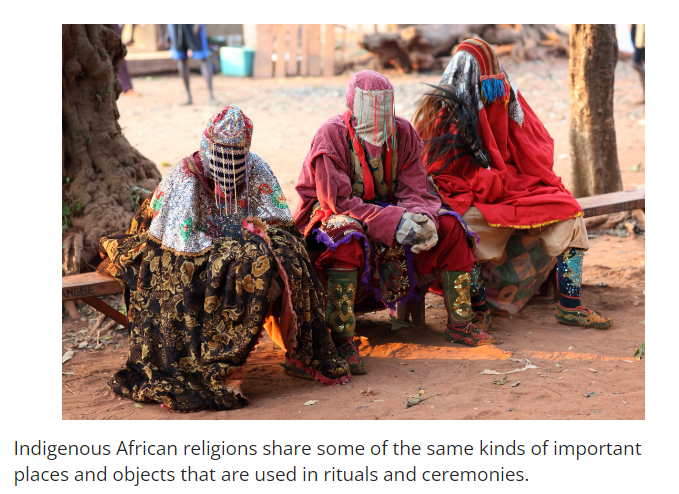 Indigenous African religions share some of the same kinds of important
places and objects that are used in rituals and ceremonies.